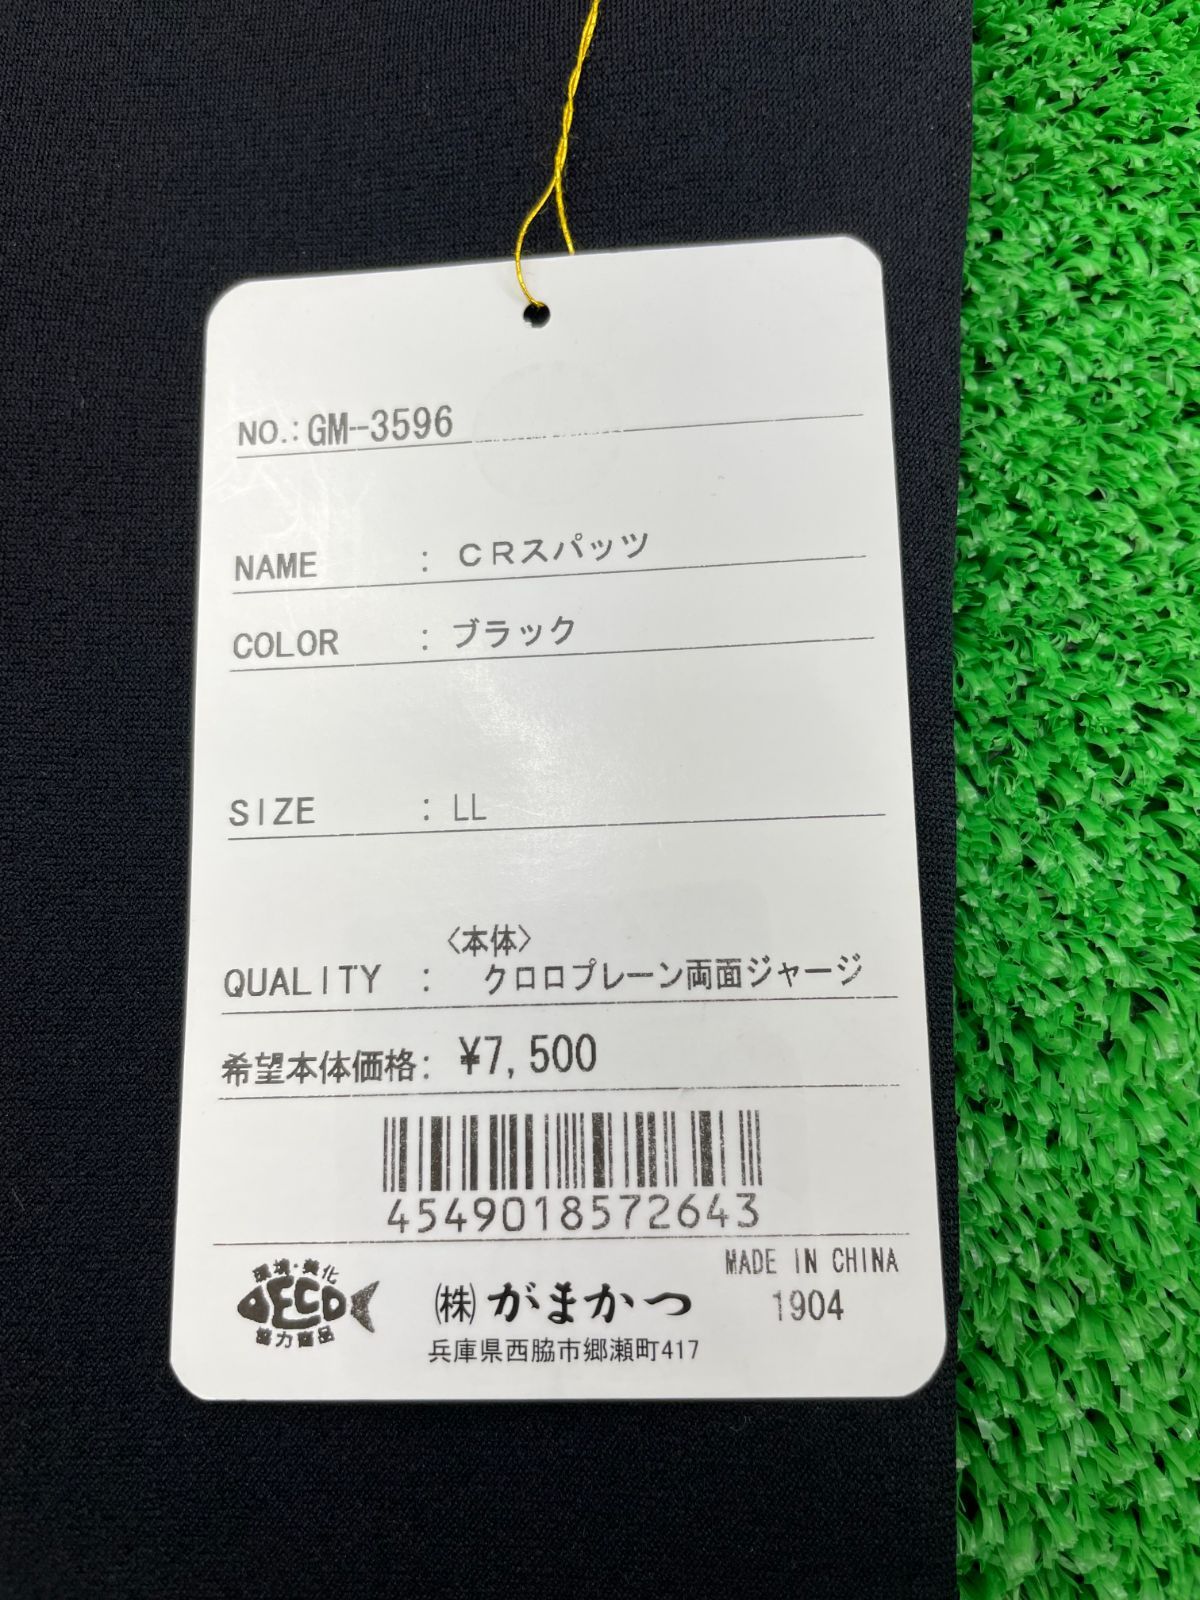 NO.: GM-3596
NAME : CRスパッツ
COLOR : ブラック
SIZE : LL
〈本体〉
QUALITY : クロロプレーン両面ジャージ
希望本体価格: ¥7,500
4549018572643
MADE IN CHINA
1904
環境・美化
ECO
協力商品
㈱がまかつ
兵庫県西脇市郷瀬町417